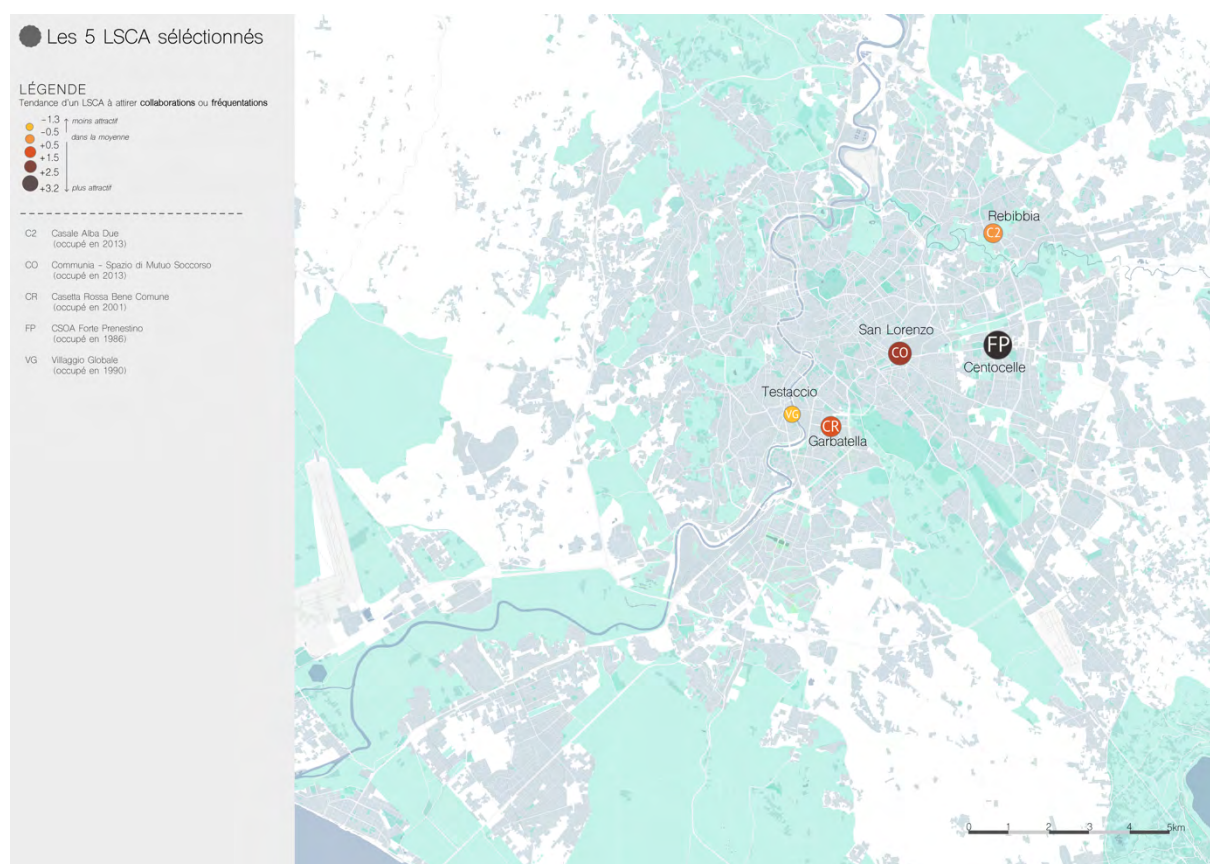 Les 5 LSCA séléctionnés
LÉGENDE
Tendance d'un LSCA à attirer collaborations ou fréquentations
-1.3
moins attractif
-0.5
dans la moyenne
+0.5
+1.5
+2.5
+3.2
plus attractif
C2 Casale Alba Due
(occupé en 2013)
CO Communia – Spazio di Mutuo Soccorso
(occupé en 2013)
CR Casetta Rossa Bene Comune
(occupé en 2001)
FP CSOA Forte Prenestino
(occupé en 1986)
VG Villaggio Globale
(occupé en 1990)
Rebibbia
C2
San Lorenzo
CO
FP
Centocelle
Testaccio
VG
CR
Garbatella
0 1 2 3 4 5km